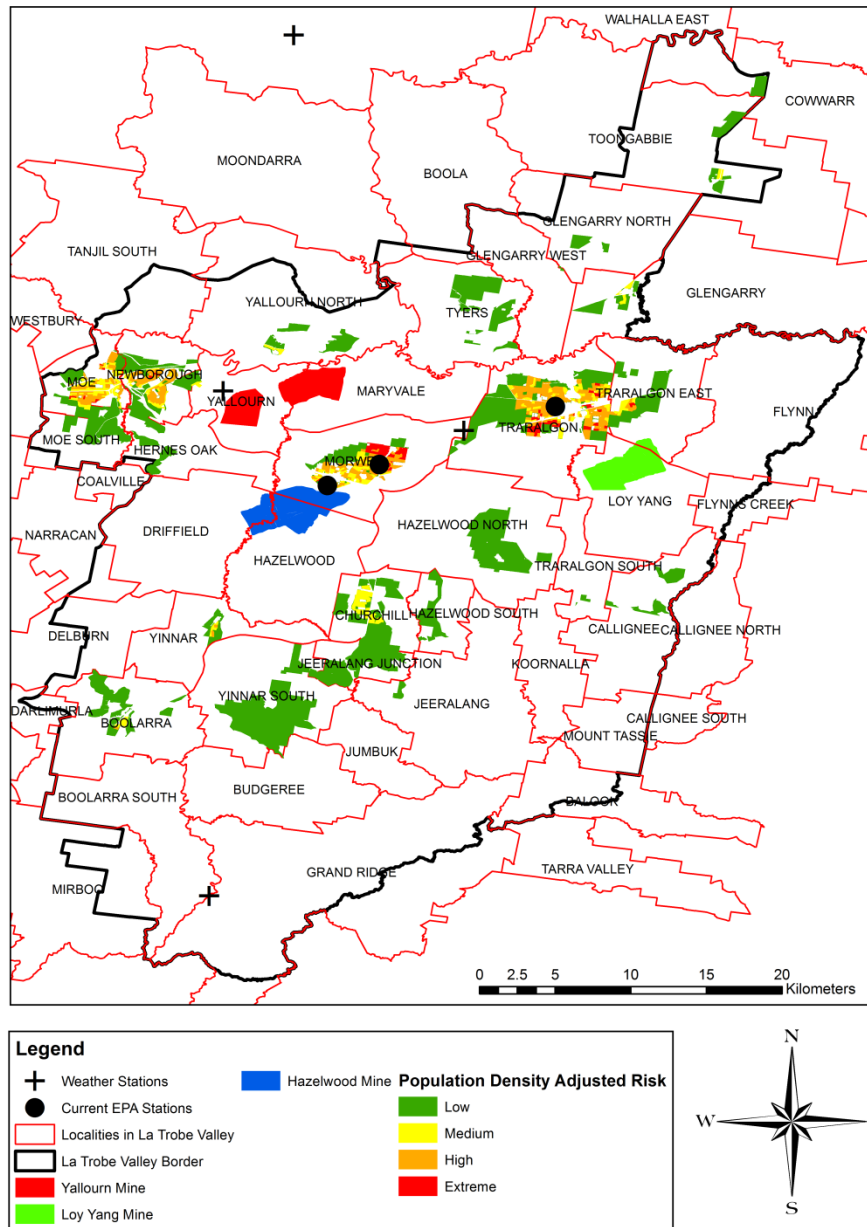 WALHALLA EAST
COWWARR
TOONGABBIE
MOONDARRA
BOOLA
GLENGARRY NORTH
TANJIL SOUTH
GLENGARRY WEST
GLENGARRY
YALLOURN NORTH
TYERS
WESTBURY
NEWBOROUGH
MOE
YALLOURN
MARYVALE
TRARALGON EAST
FLYNN
TRARALGON
MOE SOUTH
HERNES OAK
MORWE
COALVILLE
LOY YANG
FLYNNS CREEK
HAZELWOOD NORTH
NARRACAN
DRIFFIELD
HAZELWOOD
TRARALGON SOUTH
CHURCHILL
HAZELWOOD SOUTH
CALLIGNEE
CALLIGNEE NORTH
DELBURN
YINNAR
JEERALANG JUNCTION
KOORNALLA
YINNAR SOUTH
JEERALANG
DARLIMURLA
BOOLARRA
CALLIGNEE SOUTH
MOUNT TASSIE
JUMBUK
BOOLARRA SOUTH
BUDGEREE
BALOOK
GRAND RIDGE
TARRA VALLEY
MIRBOO
0 2.5 5 10 15 20
Kilometers
Legend
Weather Stations
Current EPA Stations
Localities in La Trobe Valley
La Trobe Valley Border
Yallourn Mine
Loy Yang Mine
Hazelwood Mine
Population Density Adjusted Risk
Low
Medium
High
Extreme
N
W
E
S